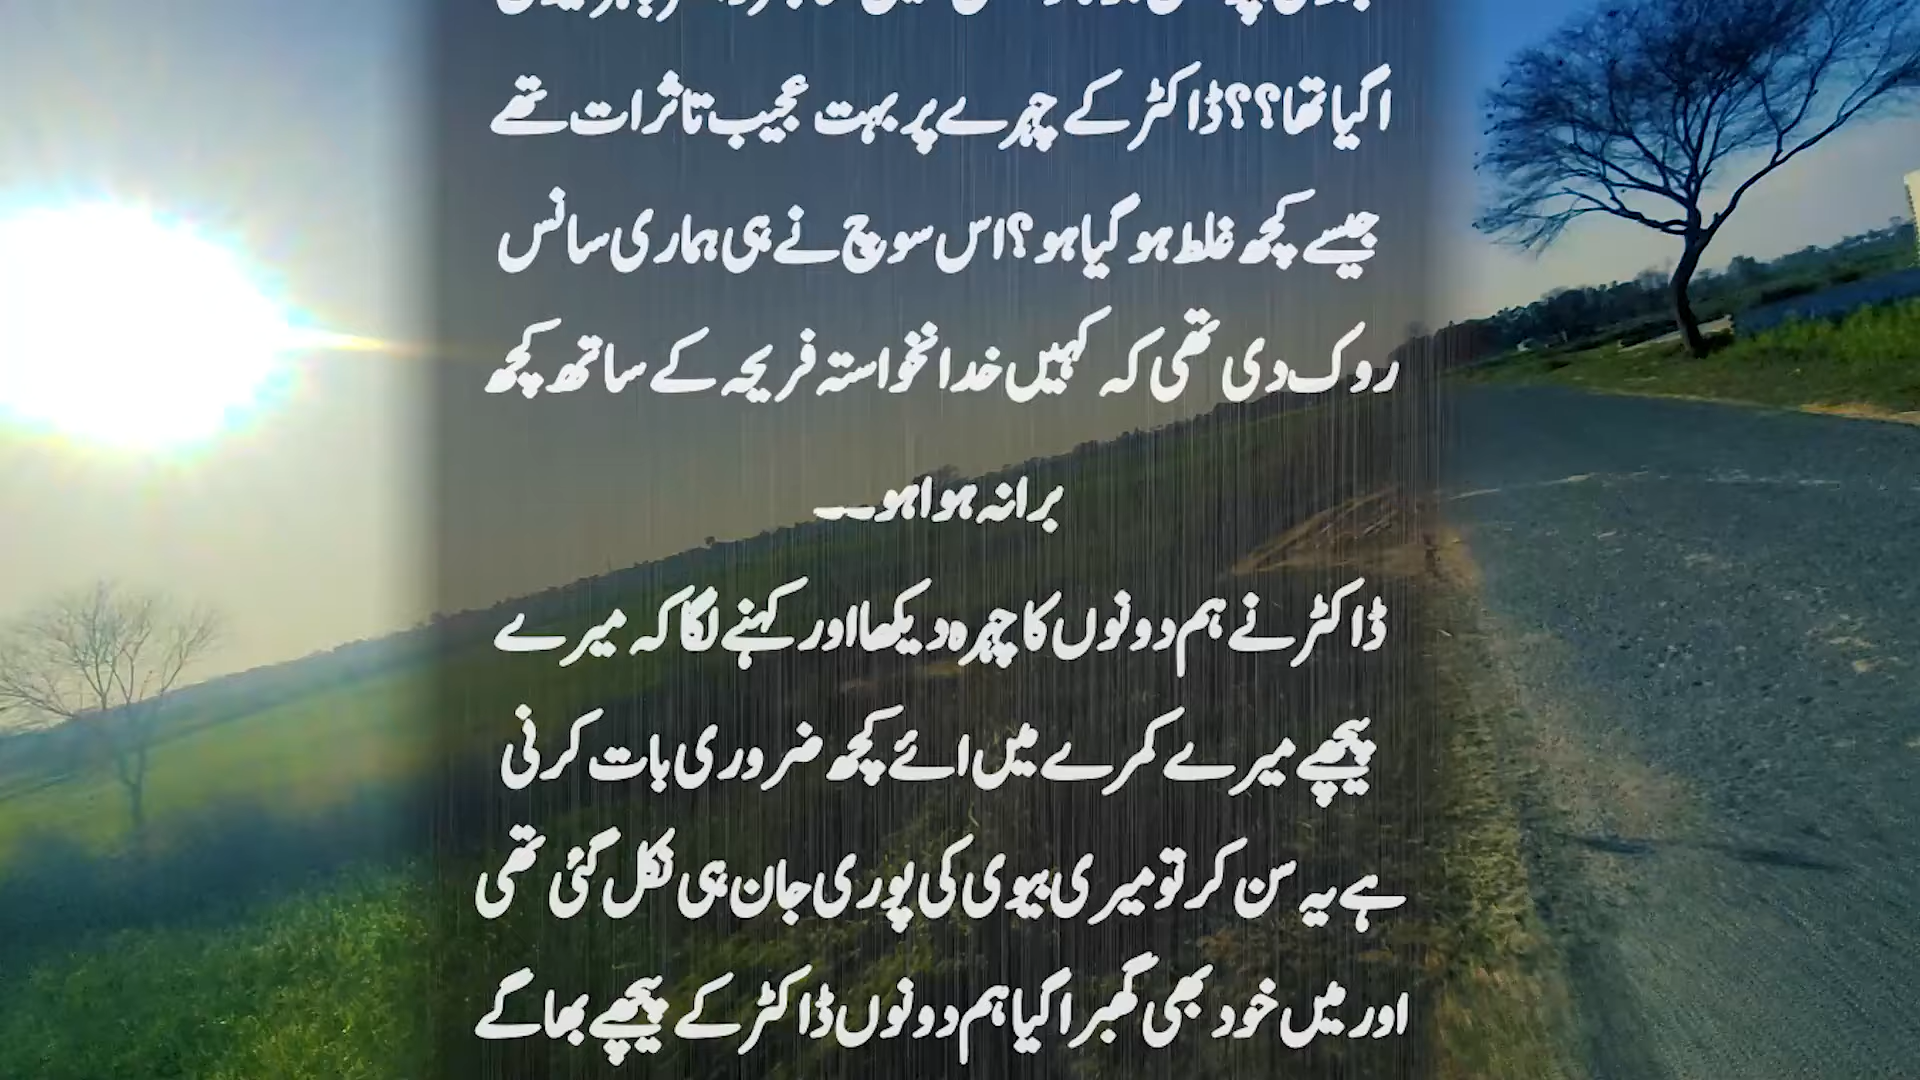 اگیا تھا؟؟ ڈاکٹر کے چہرے پر بہت عجیب تاثرات تھے
جیسے کچھ غلط ہو گیا ہو؟ اس سوچ نے ہی ہماری سانس
روک دی تھی کہ کہیں خدانخواستہ فریحہ کے ساتھ کچھ
برا نہ ہوا ہو۔۔۔
ڈاکٹر نے ہم دونوں کا چہرہ دیکھا اور کہنے لگا کہ میرے
پیچھے میرے کمرے میں ائے کچھ ضروری بات کرنی
ہے یہ سن کر تو میری بیوی کی پوری جان ہی نکل گئی تھی
اور میں خود بھی گھبرا گیا ہم دونوں ڈاکٹر کے پیچھے بھاگے